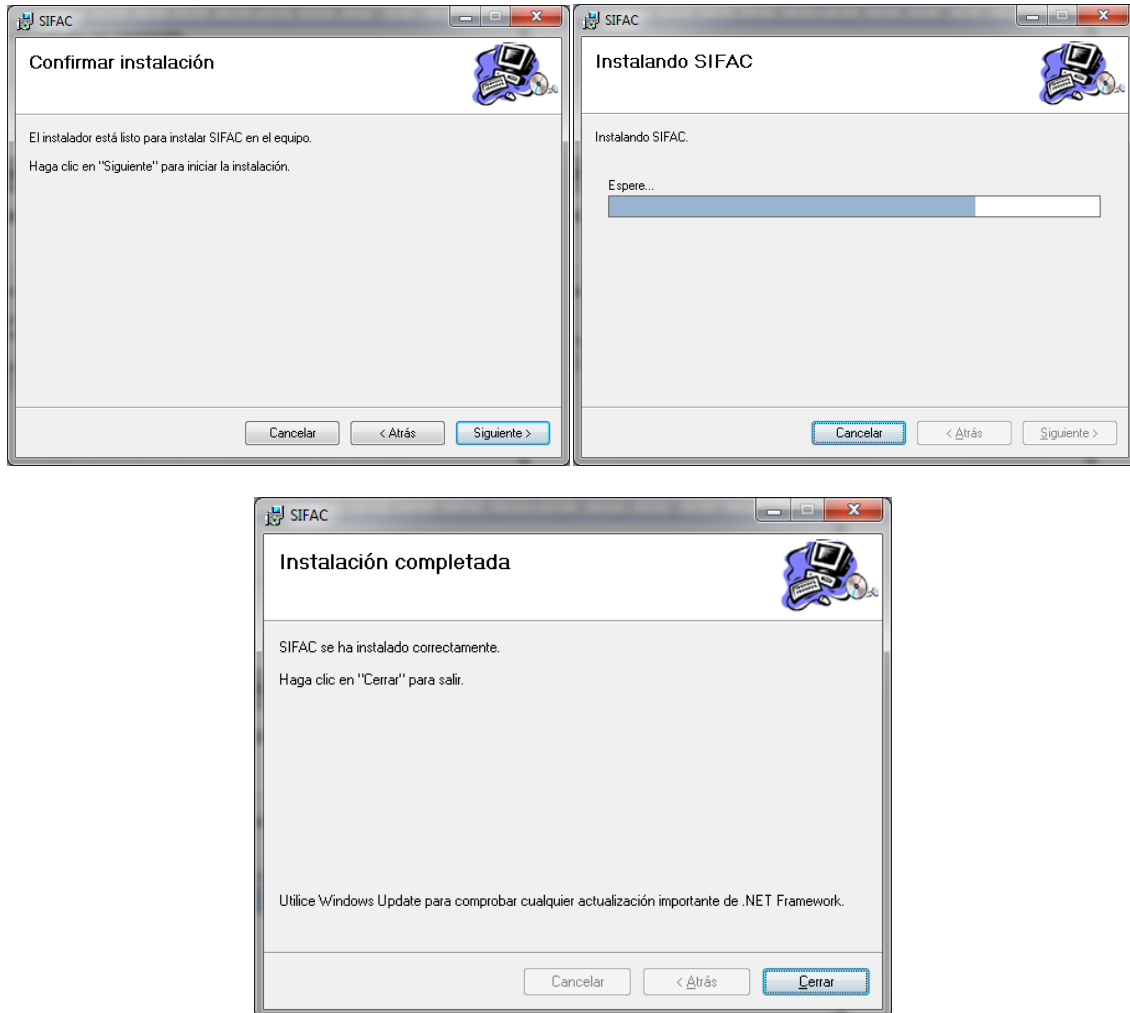 SIFAC
Confirmar instalación
El instalador está listo para instalar SIFAC en el equipo.
Haga clic en "Siguiente" para iniciar la instalación.
Cancelar
< Atrás
Siguiente >
SIFAC
Instalando SIFAC
Instalando SIFAC.
Espere...
Cancelar
< Atrás
Siguiente >
SIFAC
Instalación completada
SIFAC se ha instalado correctamente.
Haga clic en "Cerrar" para salir.
Utilice Windows Update para comprobar cualquier actualización importante de .NET Framework.
Cancelar
< Atrás
Cerrar